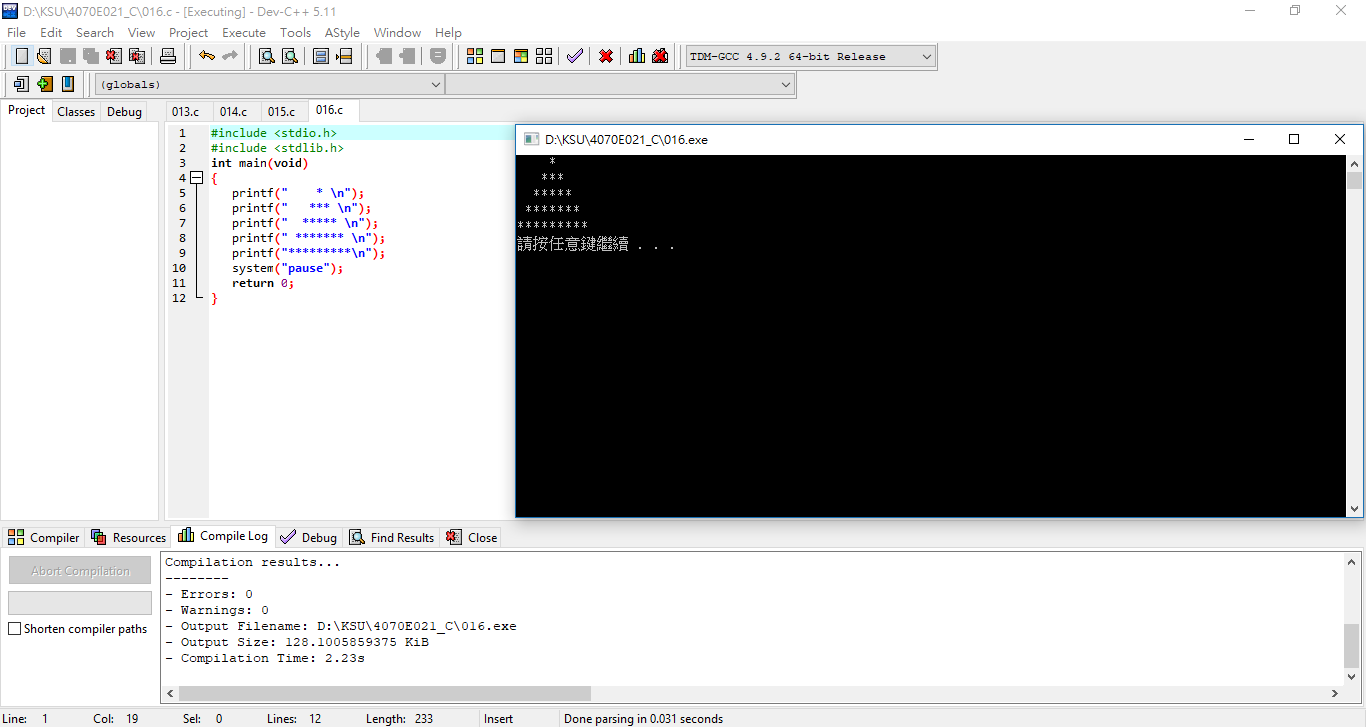 D:\KSU\4070E021_C\016.c - [Executing] - Dev-C++ 5.11
File Edit Search View Project Execute Tools AStyle Window Help
TDM-GCC 4.9.2 64-bit Release
(globals)
Project Classes Debug
013.c 014.c 015.c 016.c
1 #include <stdio.h>
2 #include <stdlib.h>
3 int main(void)
4 {
5    printf("    * \n");
6    printf("   *** \n");
7    printf("  ***** \n");
8    printf(" ******* \n");
9    printf("*********\n");
10    system("pause");
11    return 0;
12 }
D:\KSU\4070E021_C\016.exe
    *
   ***
  *****
 *******
*********
請按任意鍵繼續 . . .
Compiler Resources Compile Log Debug Find Results Close
Abort Compilation
Shorten compiler paths
Compilation results...
--------
- Errors: 0
- Warnings: 0
- Output Filename: D:\KSU\4070E021_C\016.exe
- Output Size: 128.1005859375 KiB
- Compilation Time: 2.23s
Line: 1 Col: 19 Sel: 0 Lines: 12 Length: 233 Insert Done parsing in 0.031 seconds